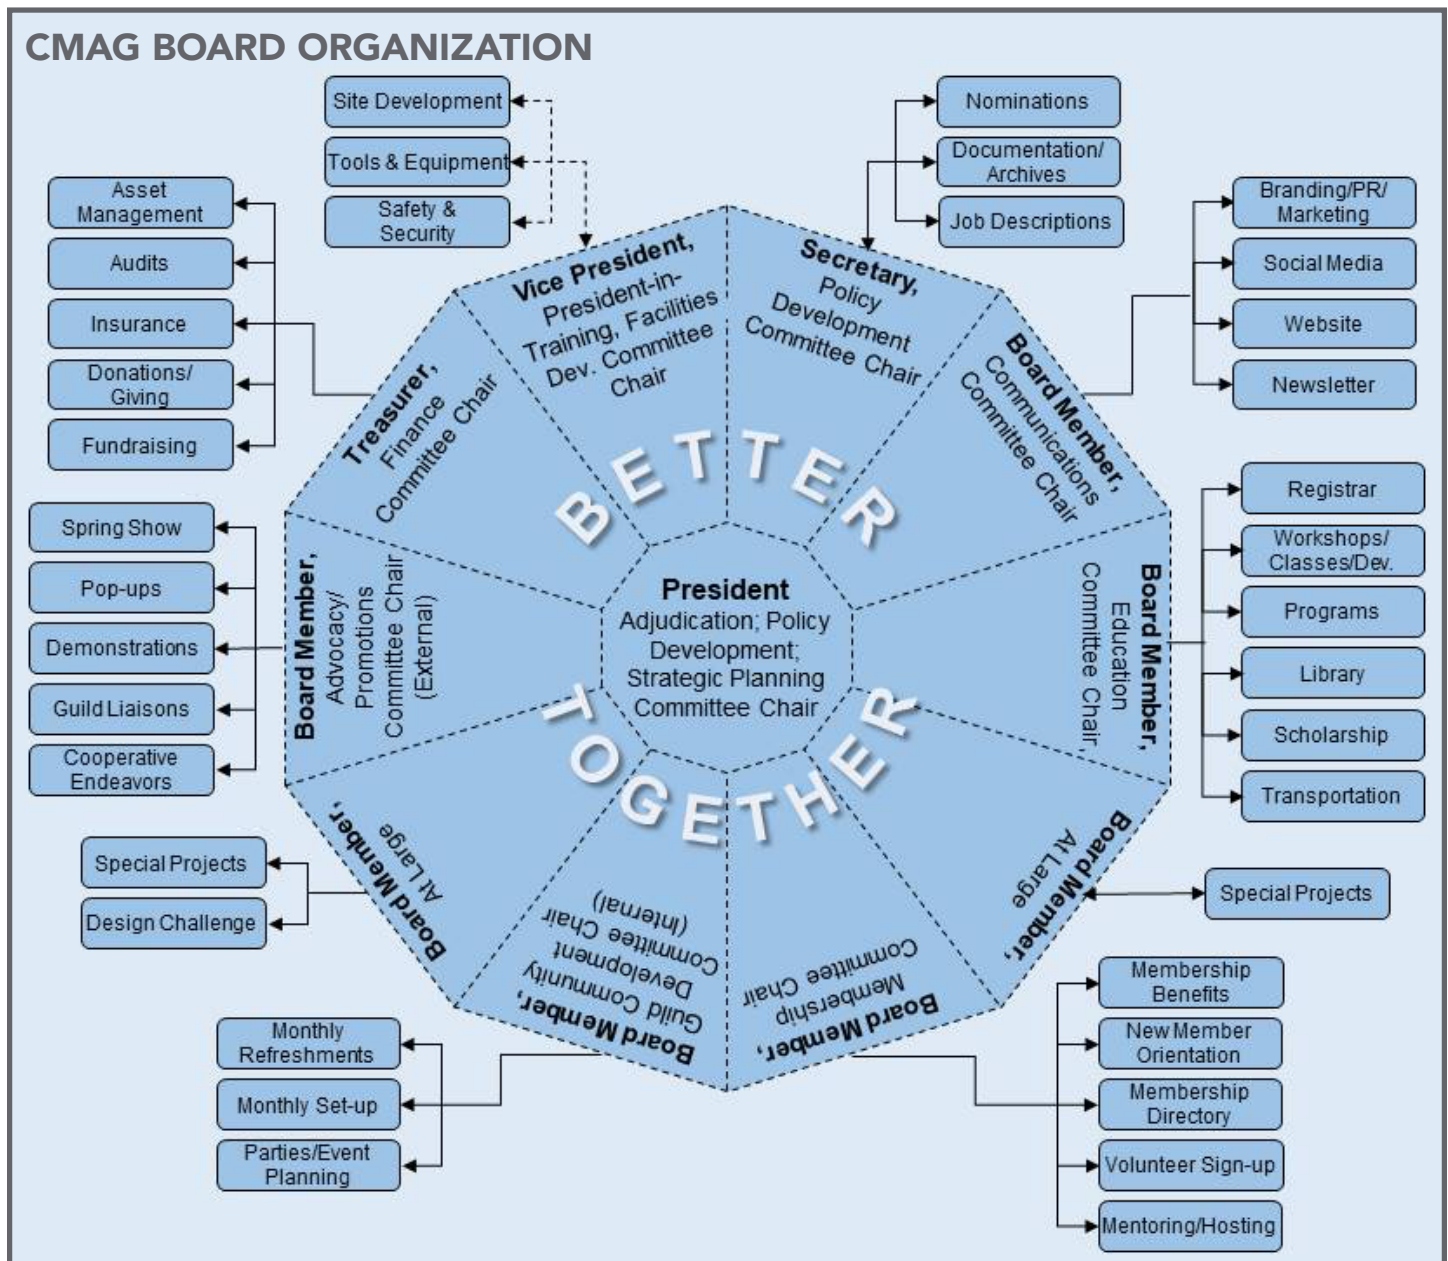 CMAG BOARD ORGANIZATION
Site Development
Tools & Equipment
Safety &
Security
Nominations
Documentation/
Archives
Job Descriptions
Asset
Management
Audits
Insurance
Donations/
Giving
Fundraising
Branding/PR/
Marketing
Social Media
Website
Newsletter
Vice President,
President-in-
Training, Facilities
Dev. Committee
Chair
Secretary,
Policy
Development
Committee Chair
Treasurer,
Finance
Committee Chair
Board Member,
Communications
Committee Chair
BETTER
Spring Show
Pop-ups
Demonstrations
Guild Liaisons
Cooperative
Endeavors
Board Member,
Advocacy/
Promotions
Committee Chair
(External)
President
Adjudication; Policy
Development;
Strategic Planning
Committee Chair
Board Member,
Education
Committee Chair,
Registrar
Workshops/
Classes/Dev.
Programs
Library
Scholarship
Transportation
TOGETHER
Special Projects
Design Challenge
Board Member,
At Large
Board Member,
Guild Community
Development
Committee Chair
(Internal)
Board Member,
Membership
Committee Chair
Board Member,
At Large
Special Projects
Monthly
Refreshments
Monthly Set-up
Parties/Event
Planning
Membership
Benefits
New Member
Orientation
Membership
Directory
Volunteer Sign-up
Mentoring/Hosting